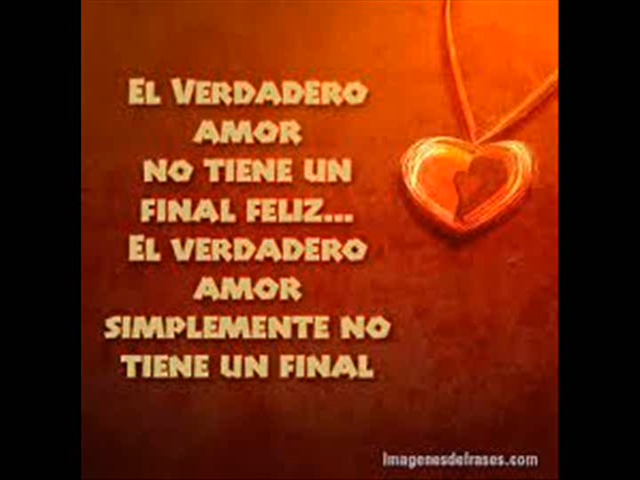 El Verdadero
amor
no tiene un
final feliz...
El verdadero
amor
simplemente no
tiene un final
Imagenesdefrases.com